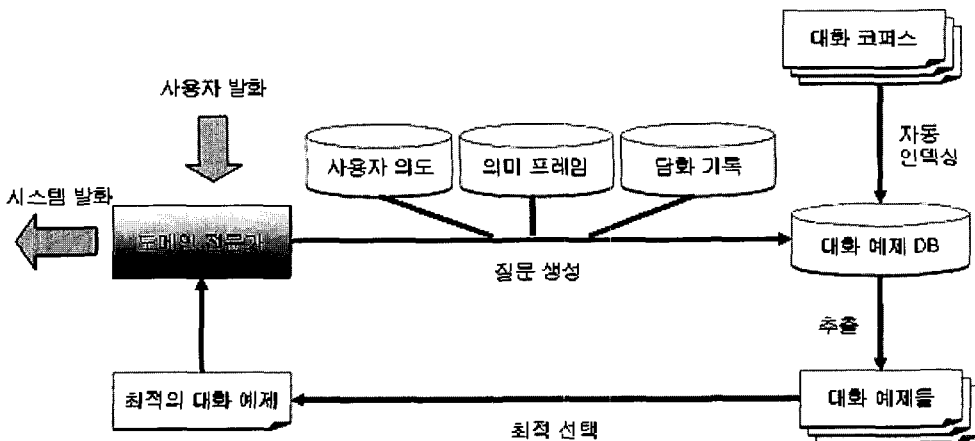 대화 코퍼스
사용자 발화
자동
인덱싱
사용자 의도
의미 프레임
담화 기록
시스템 발화
도메인 전문가
대화 예제 DB
질문 생성
추출
최적의 대화 예제
대화 예제들
최적 선택